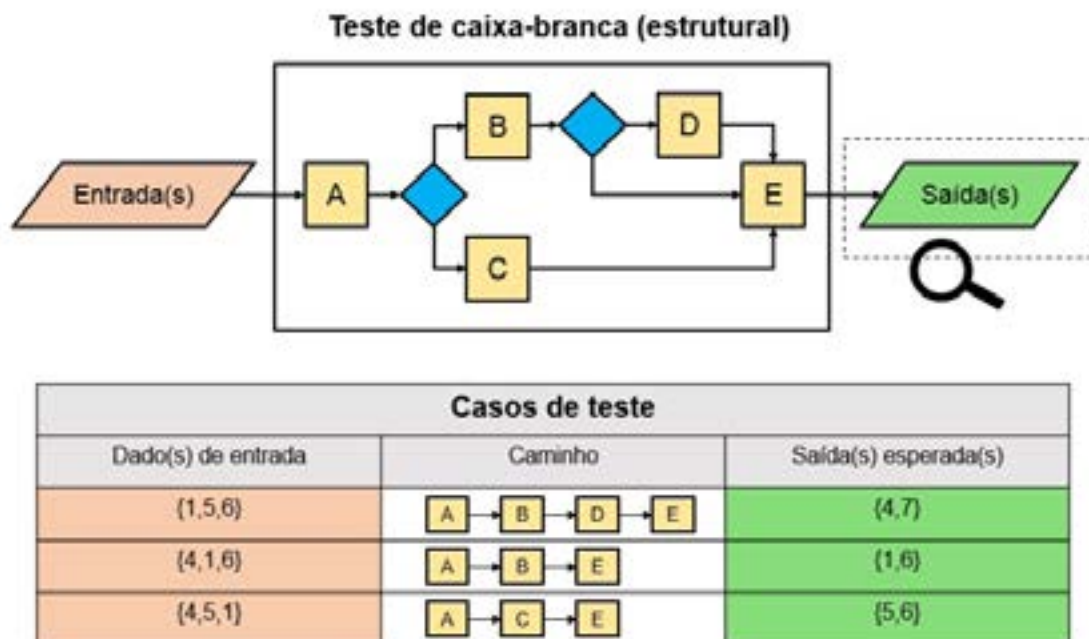 Teste de caixa-branca (estrutural)
B
D
Entrada(s)
A
E
Saída(s)
C
Casos de teste
Dado(s) de entrada Caminho Saída(s) esperada(s)
{1,5,6} A B D E {4,7}
{4,1,6} A B E {1,6}
{4,5,1} A C E {5,6}